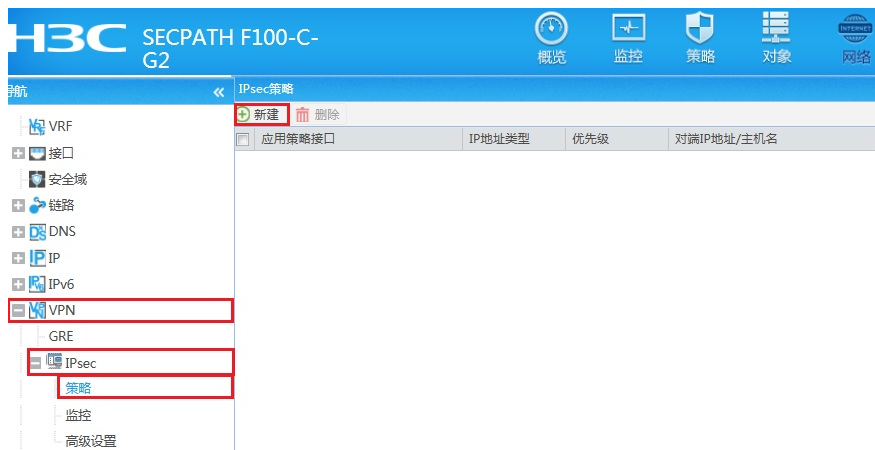 H3C SECPATH F100-C-
G2
概览 监控 策略 对象 INTERNET 网络
导航 «
IPsec策略
新建 删除
应用策略接口 IP地址类型 优先级 对端IP地址/主机名
VRF
接口
安全域
链路
DNS
IP
IPv6
VPN
GRE
IPsec
策略
监控
高级设置